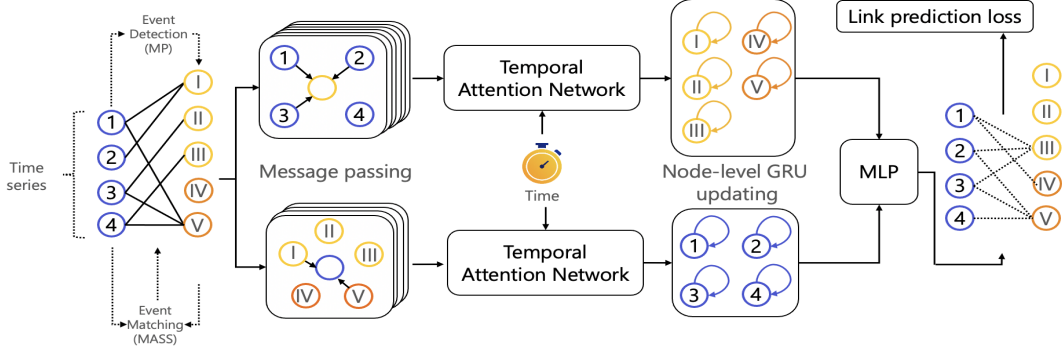 Event
Detection
(MP)
Time
series
1
2
3
4
I
II
III
IV
V
Event
Matching
(MASS)
1
2
3
4
Message passing
II
I
III
IV
V
Temporal
Attention Network
Time
Temporal
Attention Network
I
IV
II
V
III
Node-level GRU
updating
1
2
3
4
MLP
Link prediction loss
1
2
3
4
I
II
III
IV
V